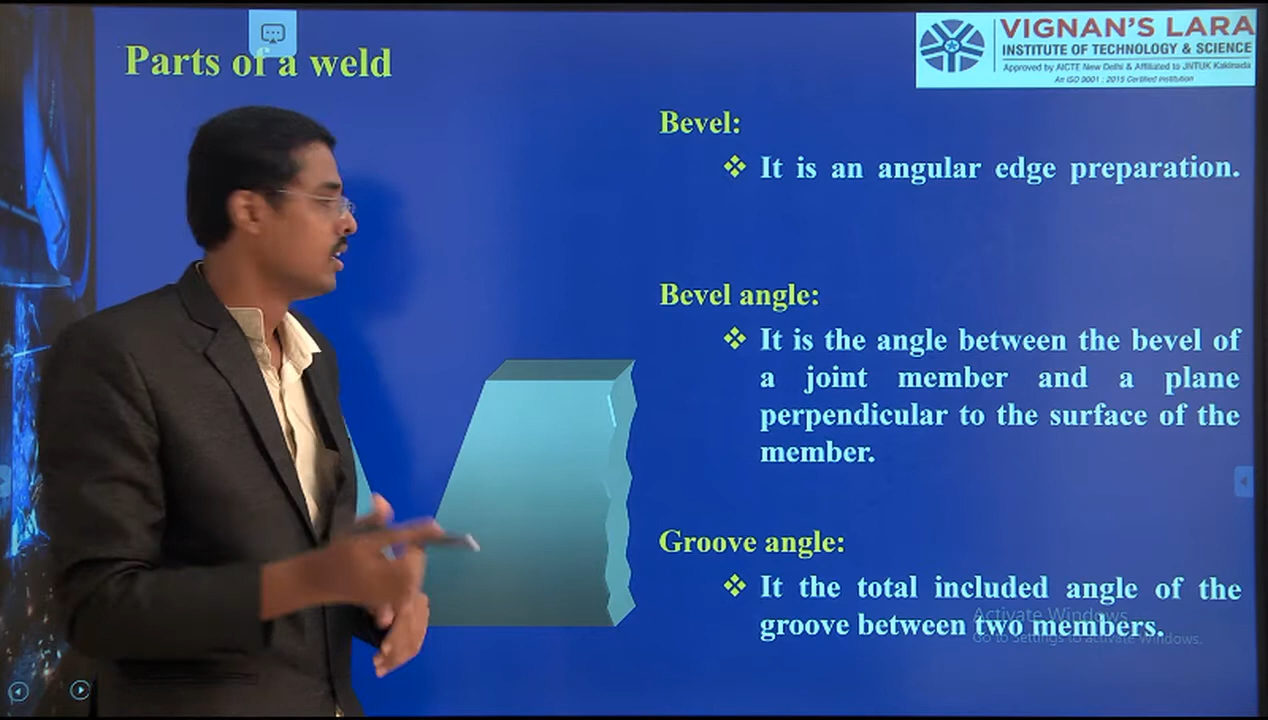 Parts of a weld
VIGNAN'S LARA
INSTITUTE OF TECHNOLOGY & SCIENCE
Approved by AICTE New Delhi & Affiliated to JNTUK Kakinada
An ISO 9001 : 2015 Certified Institution
Bevel:
❖ It is an angular edge preparation.
Bevel angle:
❖ It is the angle between the bevel of
a joint member and a plane
perpendicular to the surface of the
member.
Groove angle:
❖ It the total included angle of the
groove between two members.
Activate Windows
Go to Settings to activate Windows.